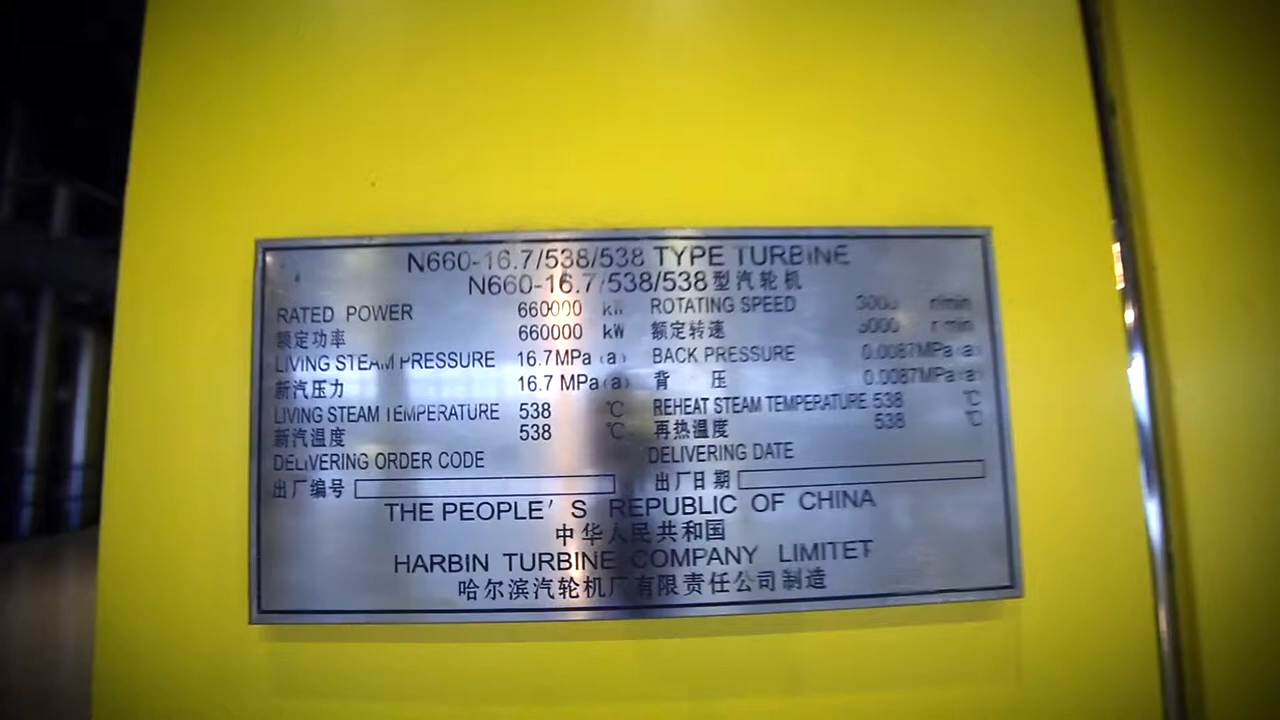 N660-16.7/538/538 TYPE TURBINE
N660-16.7/538/538型汽轮机
RATED POWER 660000 kW ROTATING SPEED 3000 r/min
额定功率 660000 kW 额定转速 3000 r/min
LIVING STEAM PRESSURE 16.7MPa(a) BACK PRESSURE 0.0087MPa(a)
新汽压力 16.7 MPa(a) 背 压 0.0087MPa(a)
LIVING STEAM TEMPERATURE 538 ℃ REHEAT STEAM TEMPERATURE 538 ℃
新汽温度 538 ℃ 再热温度 538 ℃
DELIVERING ORDER CODE DELIVERING DATE
出厂编号 出厂日期
THE PEOPLE'S REPUBLIC OF CHINA
中华人民共和国
HARBIN TURBINE COMPANY LIMITET
哈尔滨汽轮机厂有限责任公司制造